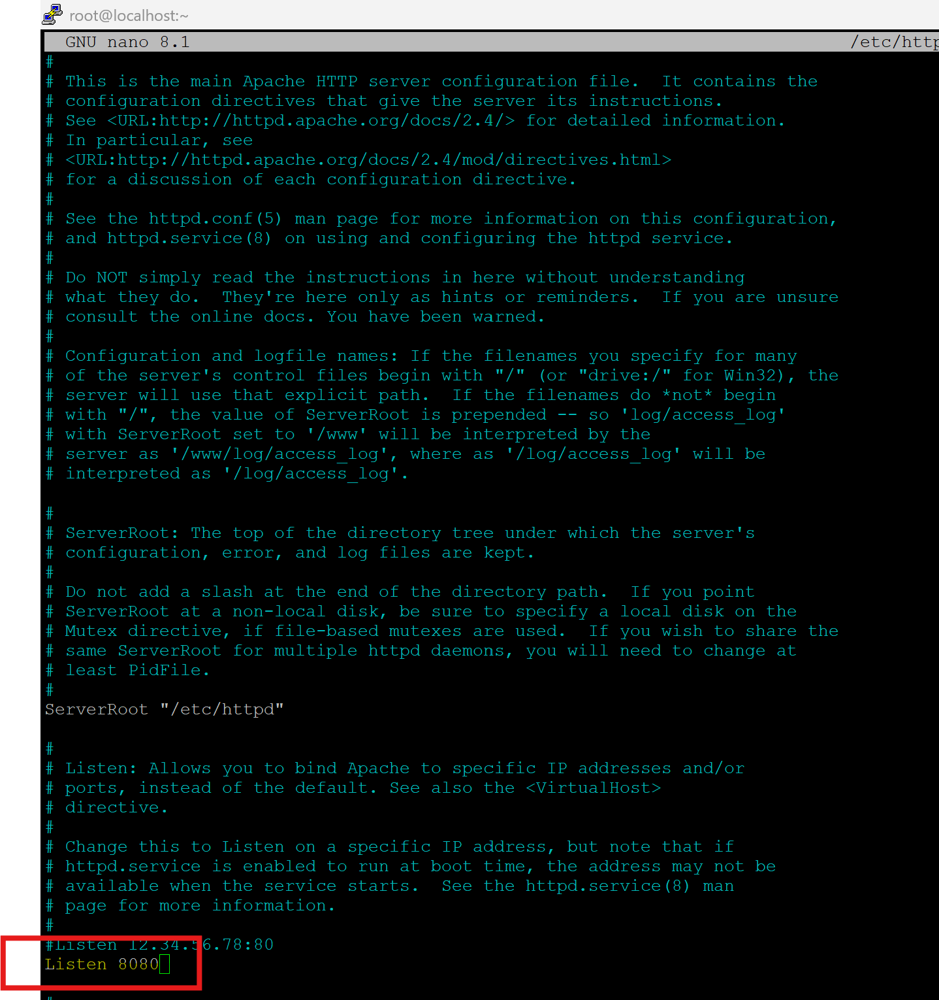 root@localhost:~
GNU nano 8.1 /etc/http
#
# This is the main Apache HTTP server configuration file.  It contains the
# configuration directives that give the server its instructions.
# See <URL:http://httpd.apache.org/docs/2.4/> for detailed information.
# In particular, see
# <URL:http://httpd.apache.org/docs/2.4/mod/directives.html>
# for a discussion of each configuration directive.
#
# See the httpd.conf(5) man page for more information on this configuration,
# and httpd.service(8) on using and configuring the httpd service.
#
# Do NOT simply read the instructions in here without understanding
# what they do.  They're here only as hints or reminders.  If you are unsure
# consult the online docs. You have been warned.
#
# Configuration and logfile names: If the filenames you specify for many
# of the server's control files begin with "/" (or "drive:/" for Win32), the
# server will use that explicit path.  If the filenames do *not* begin
# with "/", the value of ServerRoot is prepended -- so 'log/access_log'
# with ServerRoot set to '/www' will be interpreted by the
# server as '/www/log/access_log', where as '/log/access_log' will be
# interpreted as '/log/access_log'.
#
# ServerRoot: The top of the directory tree under which the server's
# configuration, error, and log files are kept.
#
# Do not add a slash at the end of the directory path.  If you point
# ServerRoot at a non-local disk, be sure to specify a local disk on the
# Mutex directive, if file-based mutexes are used.  If you wish to share the
# same ServerRoot for multiple httpd daemons, you will need to change at
# least PidFile.
#
ServerRoot "/etc/httpd"
#
# Listen: Allows you to bind Apache to specific IP addresses and/or
# ports, instead of the default. See also the <VirtualHost>
# directive.
#
# Change this to Listen on a specific IP address, but note that if
# httpd.service is enabled to run at boot time, the address may not be
# available when the service starts.  See the httpd.service(8) man
# page for more information.
#
#Listen 12.34.56.78:80
Listen 8080
#